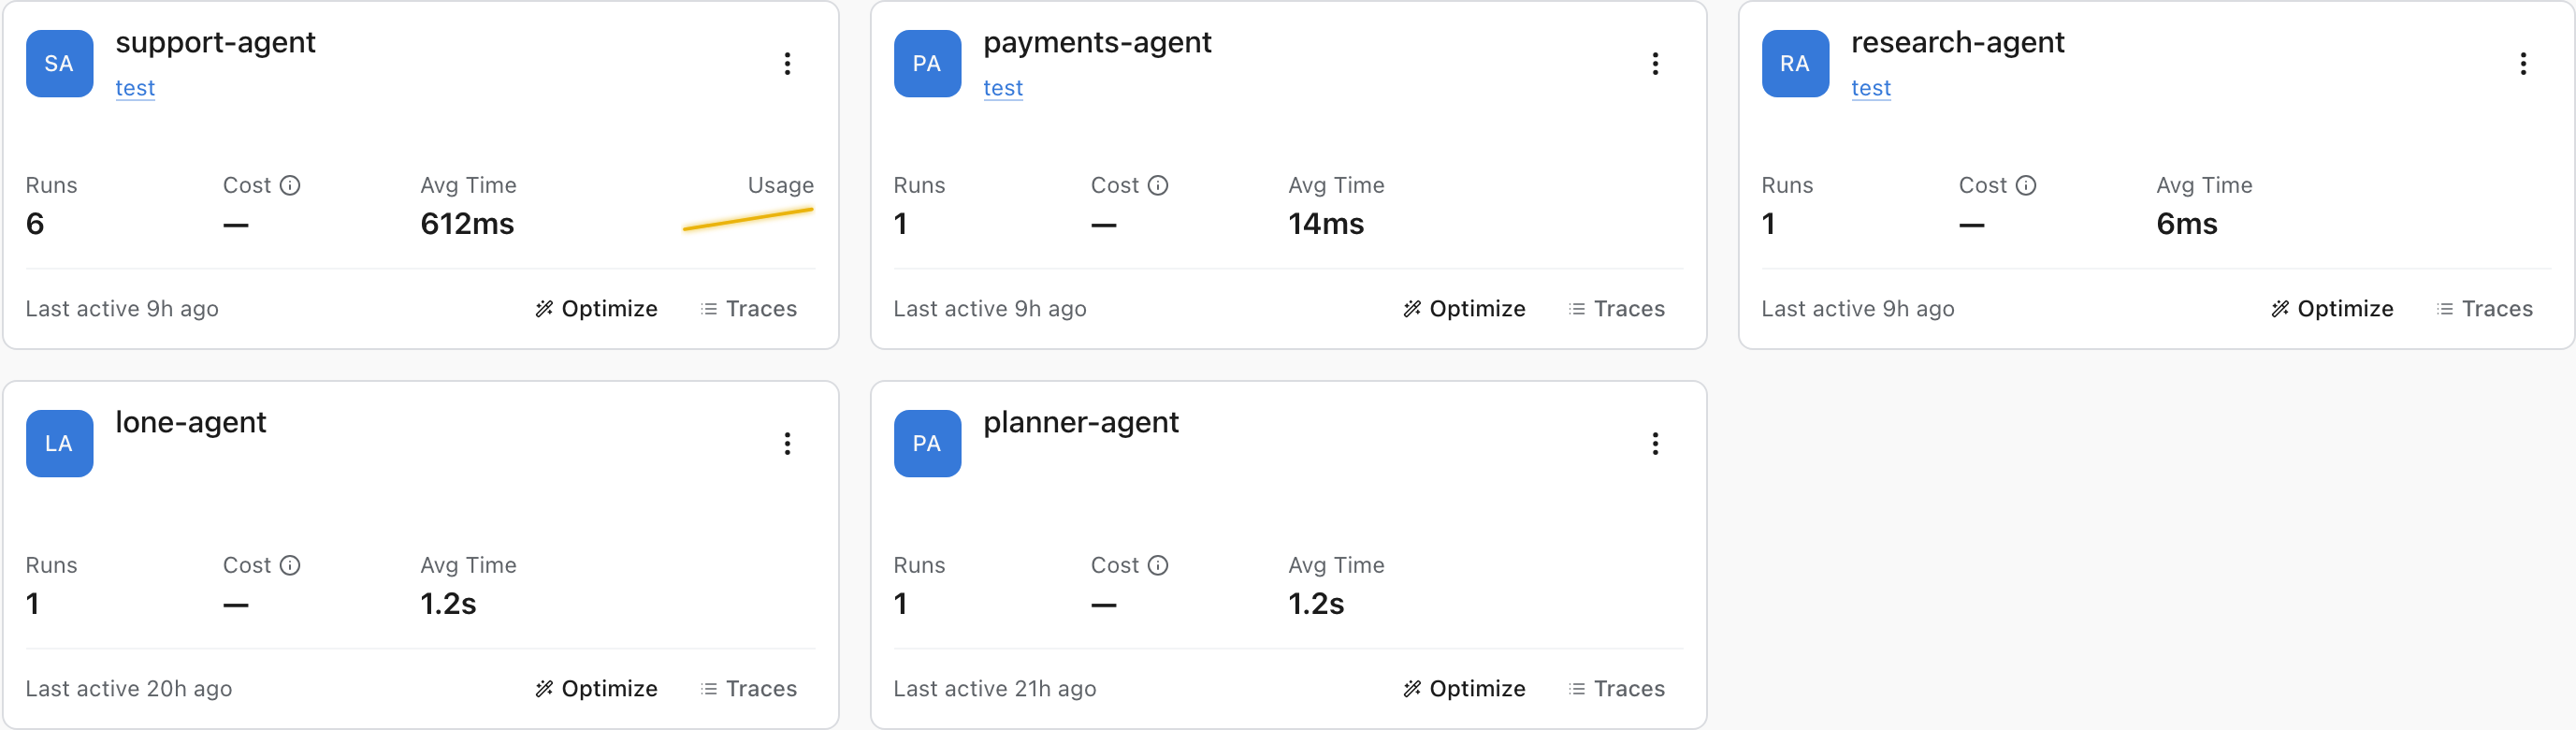 SA
support-agent
test
Runs
Cost
Avg Time
Usage
6
—
612ms
Last active 9h ago
Optimize
Traces
PA
payments-agent
test
Runs
Cost
Avg Time
1
—
14ms
Last active 9h ago
Optimize
Traces
RA
research-agent
test
Runs
Cost
Avg Time
1
—
6ms
Last active 9h ago
Optimize
Traces
LA
lone-agent
Runs
Cost
Avg Time
1
—
1.2s
Last active 20h ago
Optimize
Traces
PA
planner-agent
Runs
Cost
Avg Time
1
—
1.2s
Last active 21h ago
Optimize
Traces